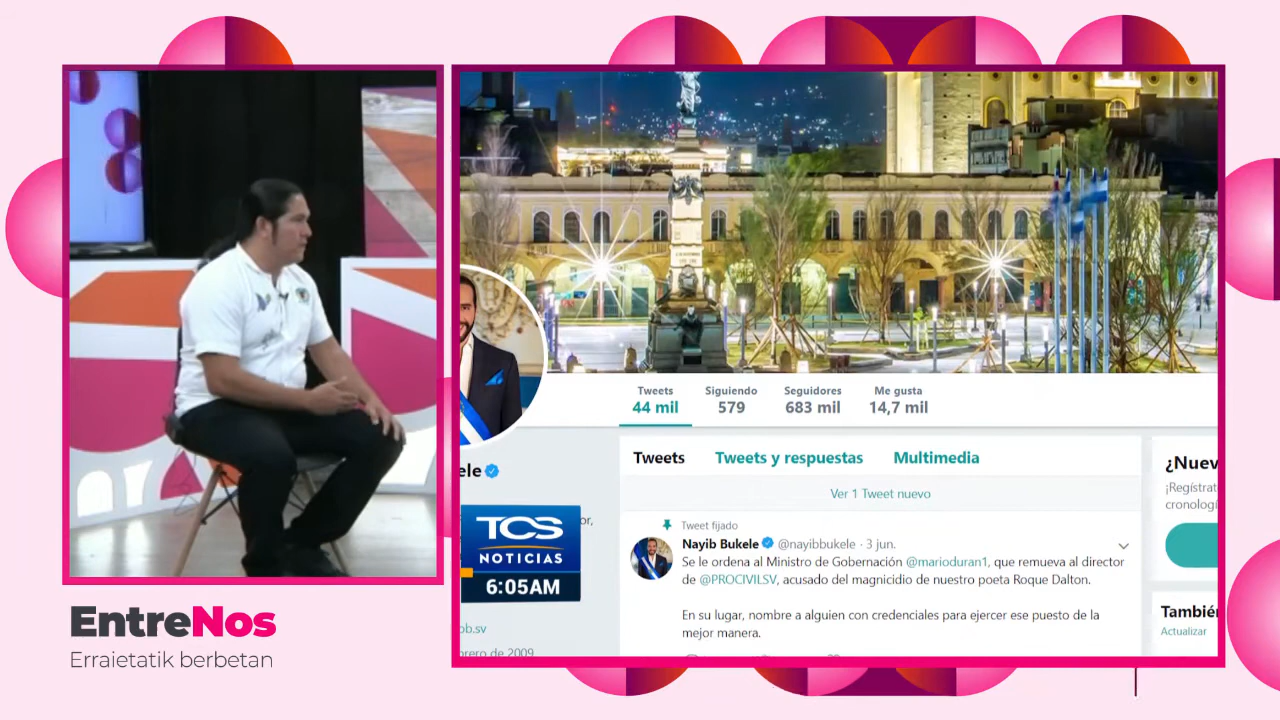 Tweets
44 mil
Siguiendo
579
Seguidores
683 mil
Me gusta
14,7 mil
Tweets
Tweets y respuestas
Multimedia
Ver 1 Tweet nuevo
Tweet fijado
Nayib Bukele @nayibbukele · 3 jun.
Se le ordena al Ministro de Gobernación @marioduran1, que remueva al director
de @PROCIVILSV, acusado del magnicidio de nuestro poeta Roque Dalton.
En su lugar, nombre a alguien con credenciales para ejercer ese puesto de la
mejor manera.
ele
or,
TCS
NOTICIAS
6:05AM
ob.sv
brero de 2009
¿Nuev
¡Regístrat
cronologí
Tambiér
Actualizar
EntreNos
Erraietatik berbetan